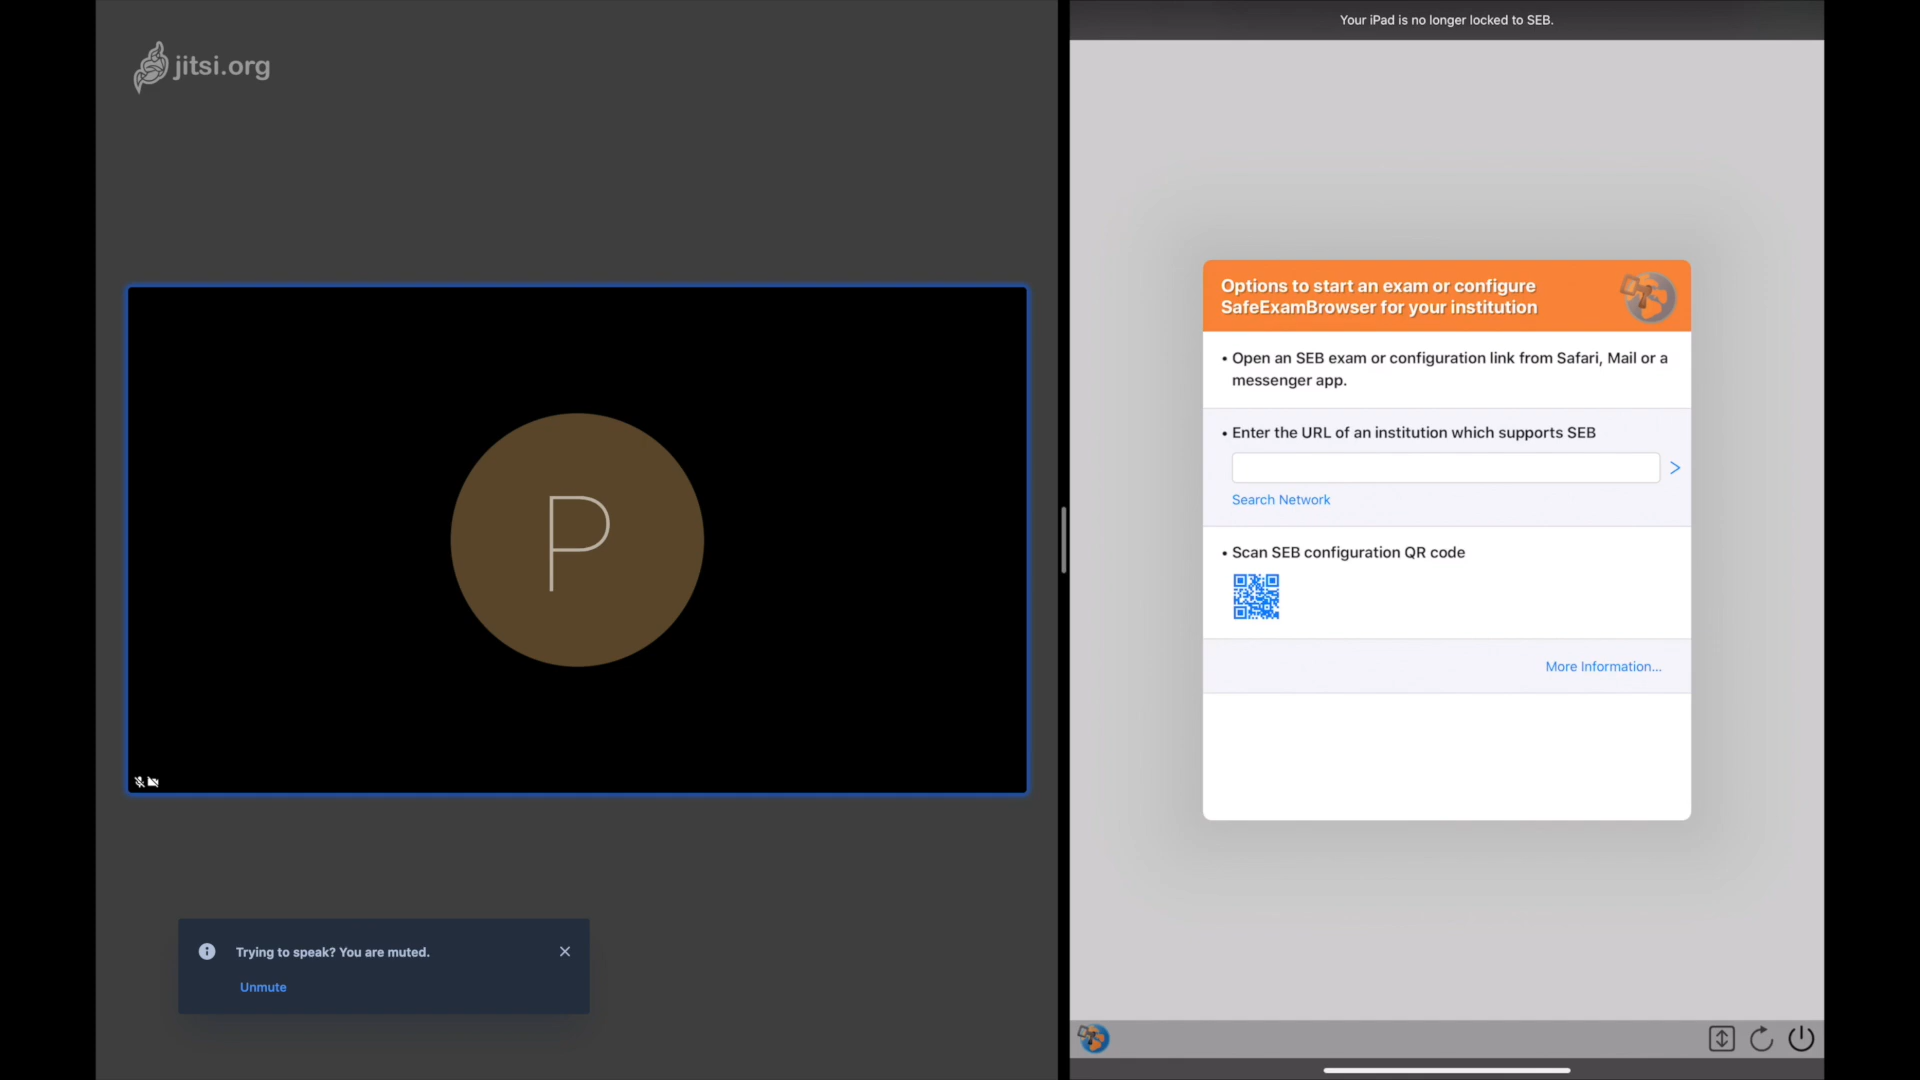 jitsi.org
P
Trying to speak? You are muted.
Unmute
Your iPad is no longer locked to SEB.
Options to start an exam or configure
SafeExamBrowser for your institution
• Open an SEB exam or configuration link from Safari, Mail or a
messenger app.
• Enter the URL of an institution which supports SEB
Search Network
• Scan SEB configuration QR code
More Information...